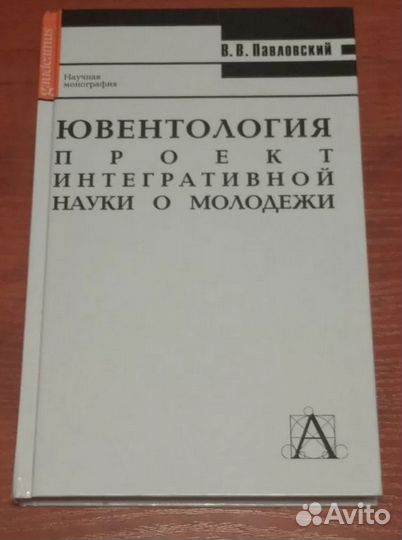 gaudeamus
В. В. Павловский
Научная
монография
ЮВЕНТОЛОГИЯ
ПРОЕКТ
ИНТЕГРАТИВНОЙ
НАУКИ О МОЛОДЕЖИ
А
Avito